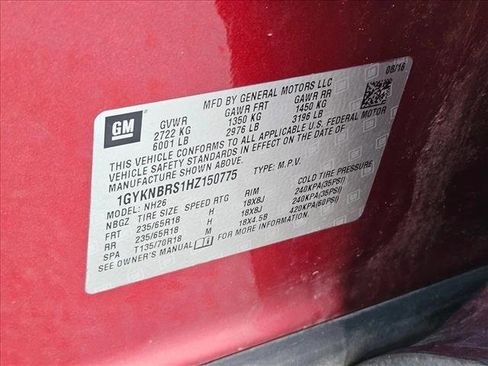 GM
MFD BY GENERAL MOTORS LLC 08/16
GVWR GAWR FRT GAWR RR
2722 KG 1350 KG 1450 KG
6001 LB 2976 LB 3196 LB
THIS VEHICLE CONFORMS TO ALL APPLICABLE U.S. FEDERAL MOTOR
VEHICLE SAFETY STANDARDS IN EFFECT ON THE DATE OF
MANUFACTURE SHOWN ABOVE.
1GYKNBRS1HZ150775 TYPE: M.P.V.
MODEL: NH26
NBGZ TIRE SIZE SPEED RTG RIM COLD TIRE PRESSURE
FRT 235/65R18 H 18X8J 240KPA(35PSI)
RR 235/65R18 H 18X8J 240KPA(35PSI)
SPA T135/70R18 M 18X4.5B 420KPA(60PSI)
SEE OWNER'S MANUAL FOR MORE INFORMATION.